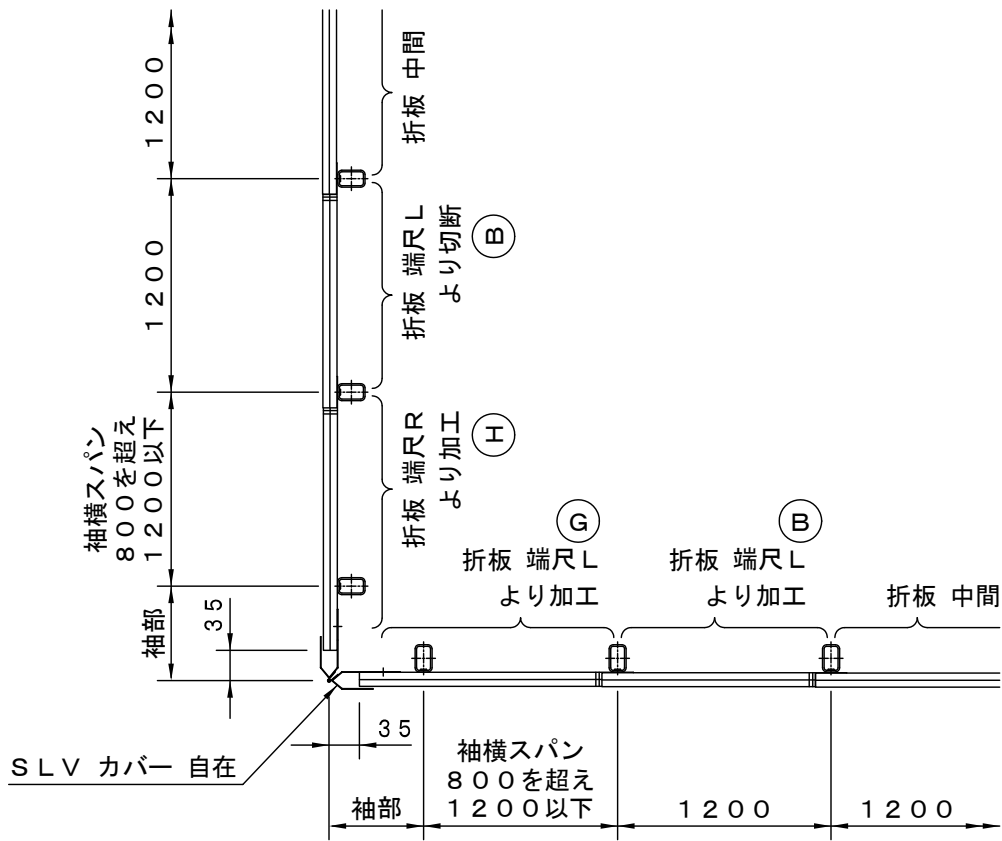 1200
折板 中間
1200
折板 端尺L
より切断
B
袖横スパン
800を超え
1200以下
折板 端尺R
より加工
H
袖部
35
G
折板 端尺L
より加工
B
折板 端尺L
より加工
折板 中間
SLV カバー 自在
35
袖部
袖横スパン
800を超え
1200以下
1200
1200